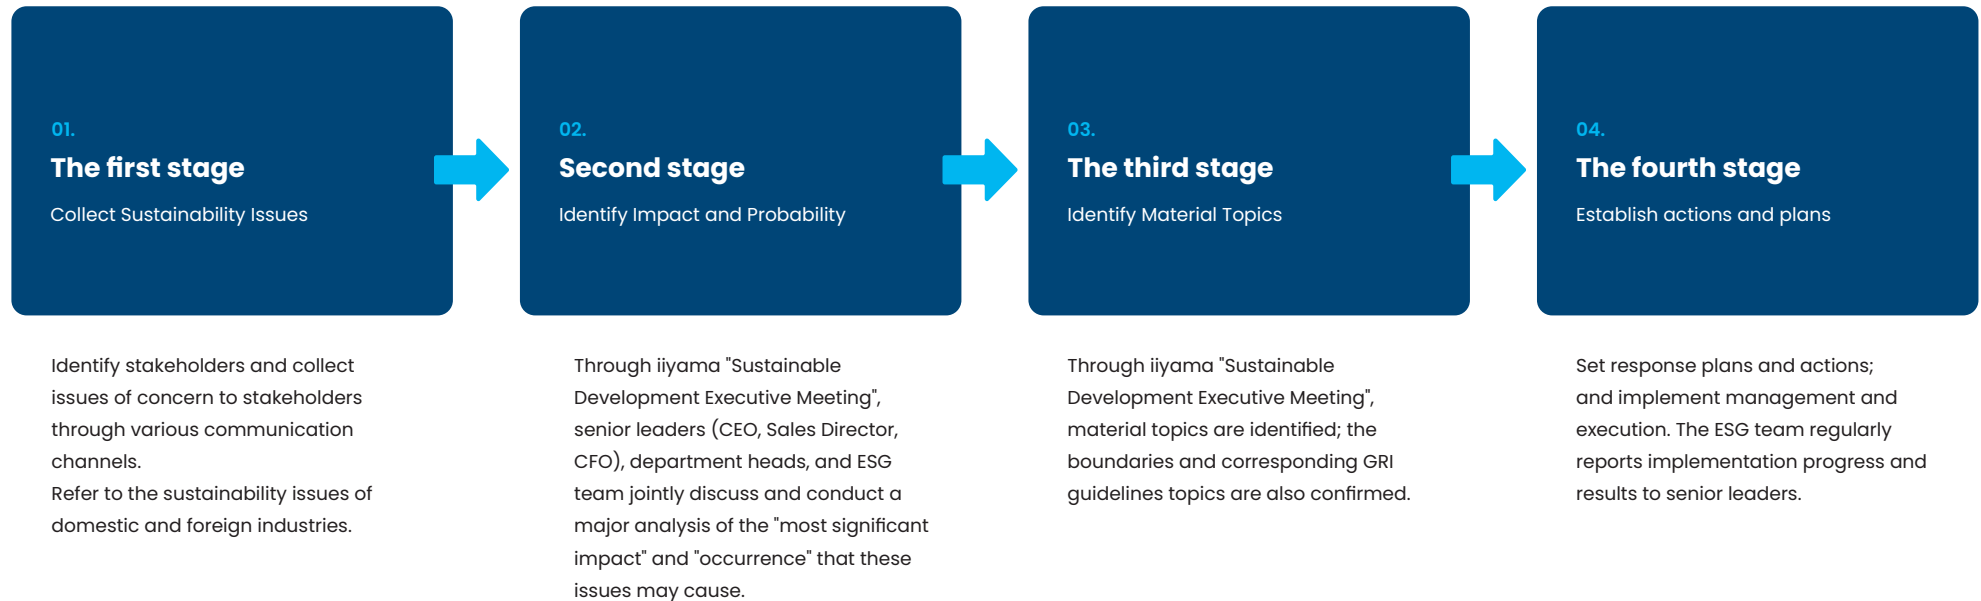 01.
The first stage
Collect Sustainability Issues
Identify stakeholders and collect
issues of concern to stakeholders
through various communication
channels.
Refer to the sustainability issues of
domestic and foreign industries.
02.
Second stage
Identify Impact and Probability
Through iiyama "Sustainable
Development Executive Meeting",
senior leaders (CEO, Sales Director,
CFO), department heads, and ESG
team jointly discuss and conduct a
major analysis of the "most significant
impact" and "occurrence" that these
issues may cause.
03.
The third stage
Identify Material Topics
Through iiyama "Sustainable
Development Executive Meeting",
material topics are identified; the
boundaries and corresponding GRI
guidelines topics are also confirmed.
04.
The fourth stage
Establish actions and plans
Set response plans and actions;
and implement management and
execution. The ESG team regularly
reports implementation progress and
results to senior leaders.